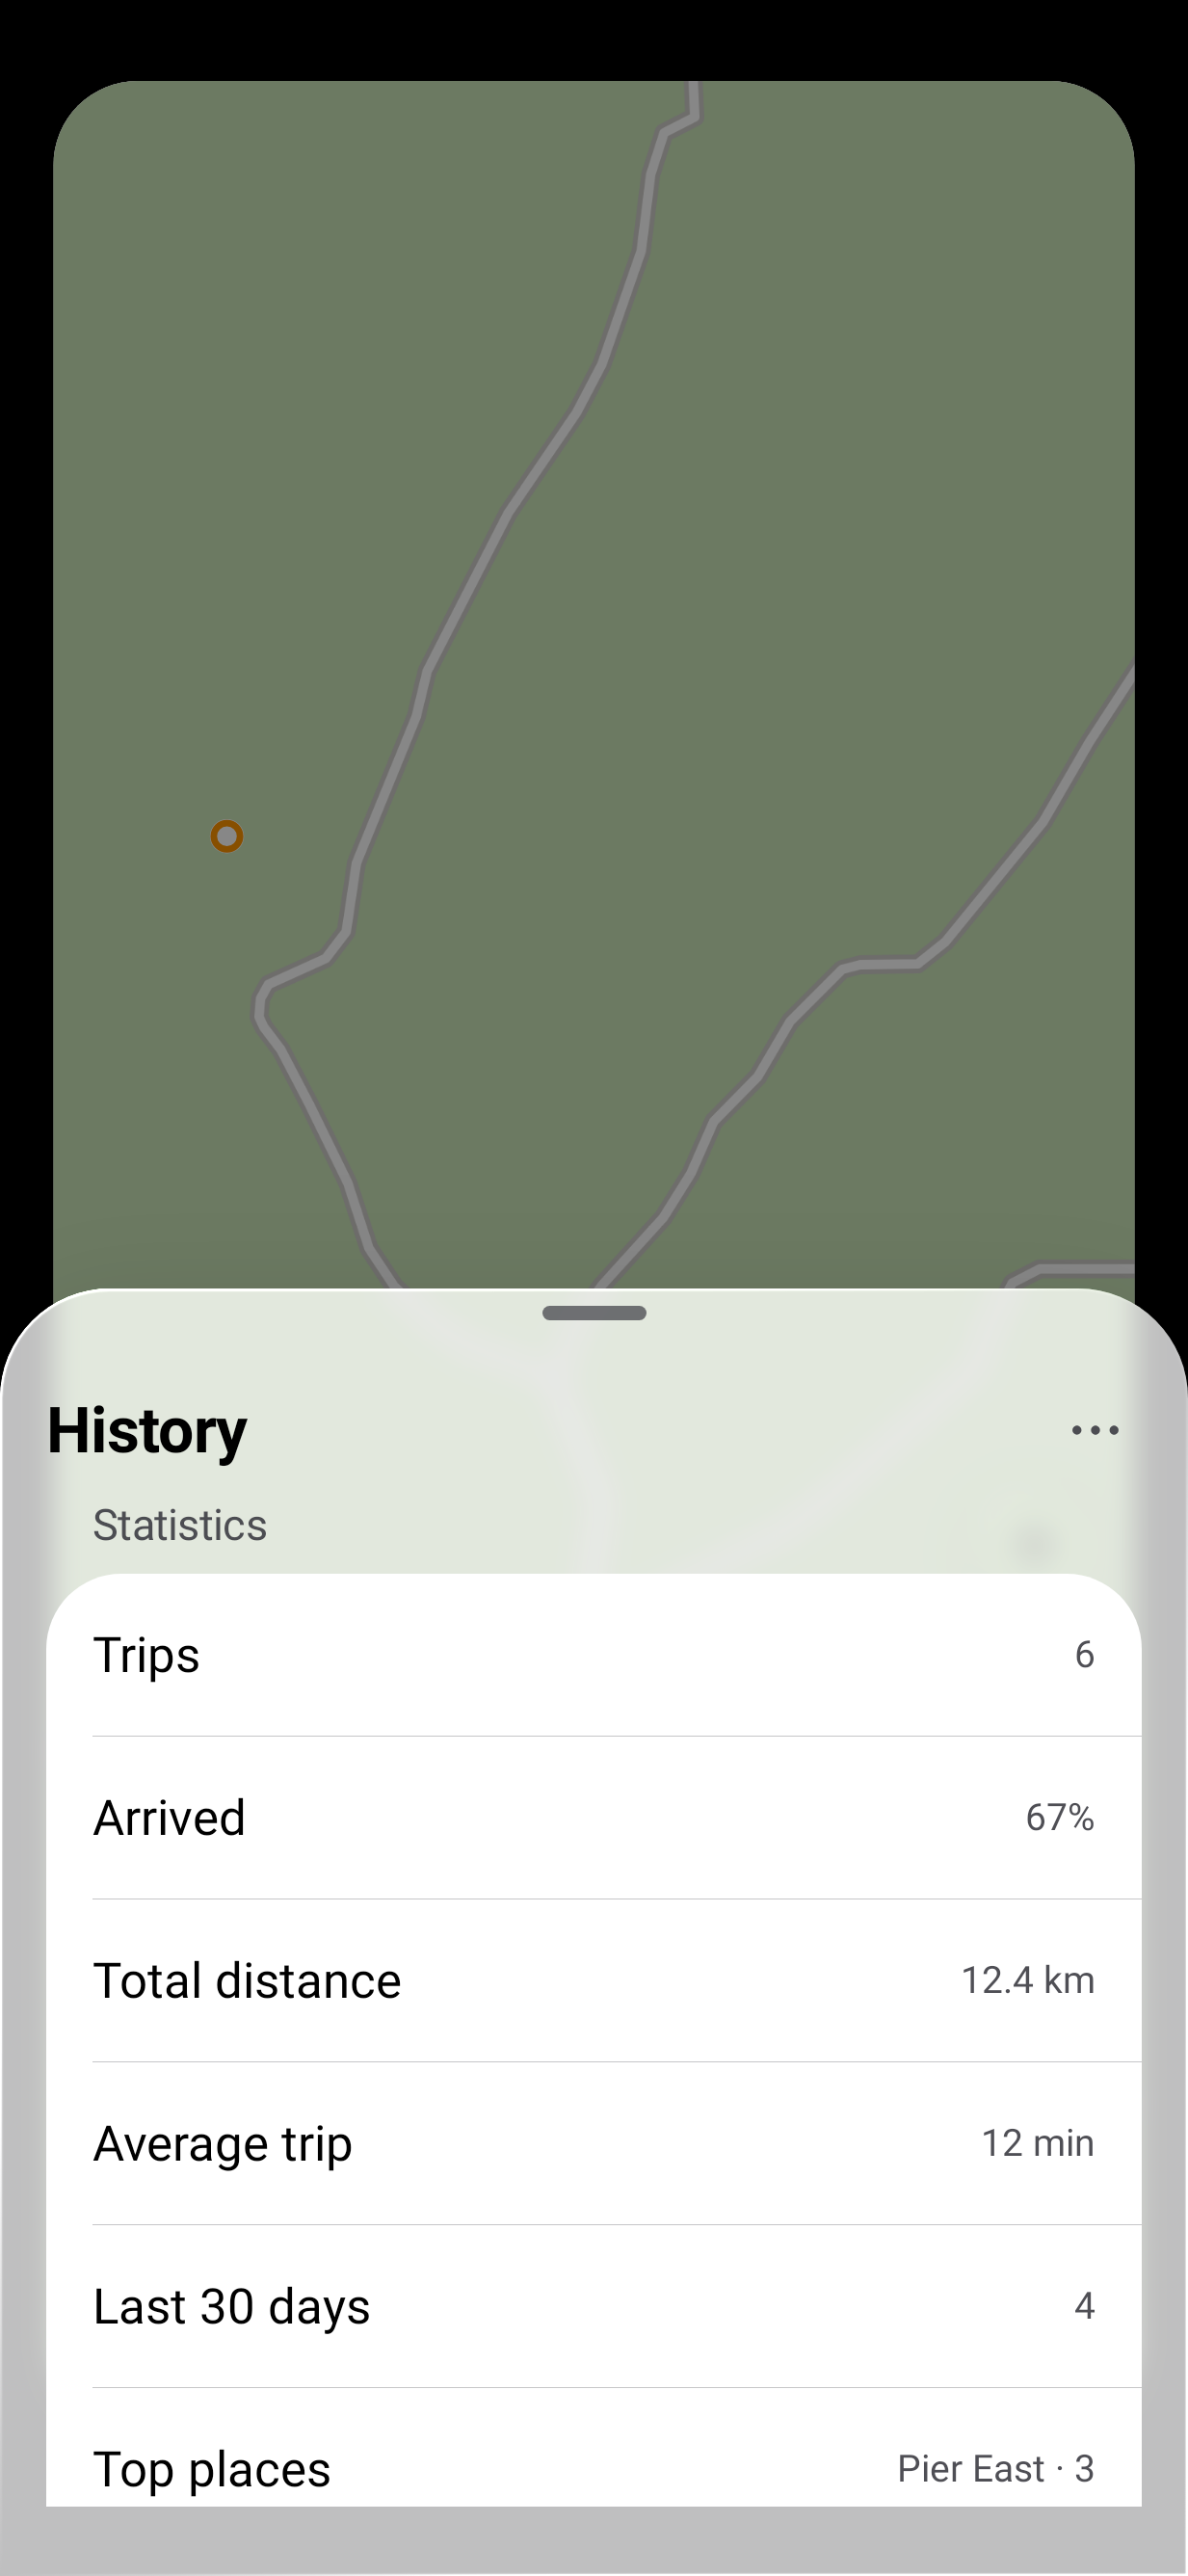 History
Statistics
Trips 6
Arrived 67%
Total distance 12.4 km
Average trip 12 min
Last 30 days 4
Top places Pier East · 3